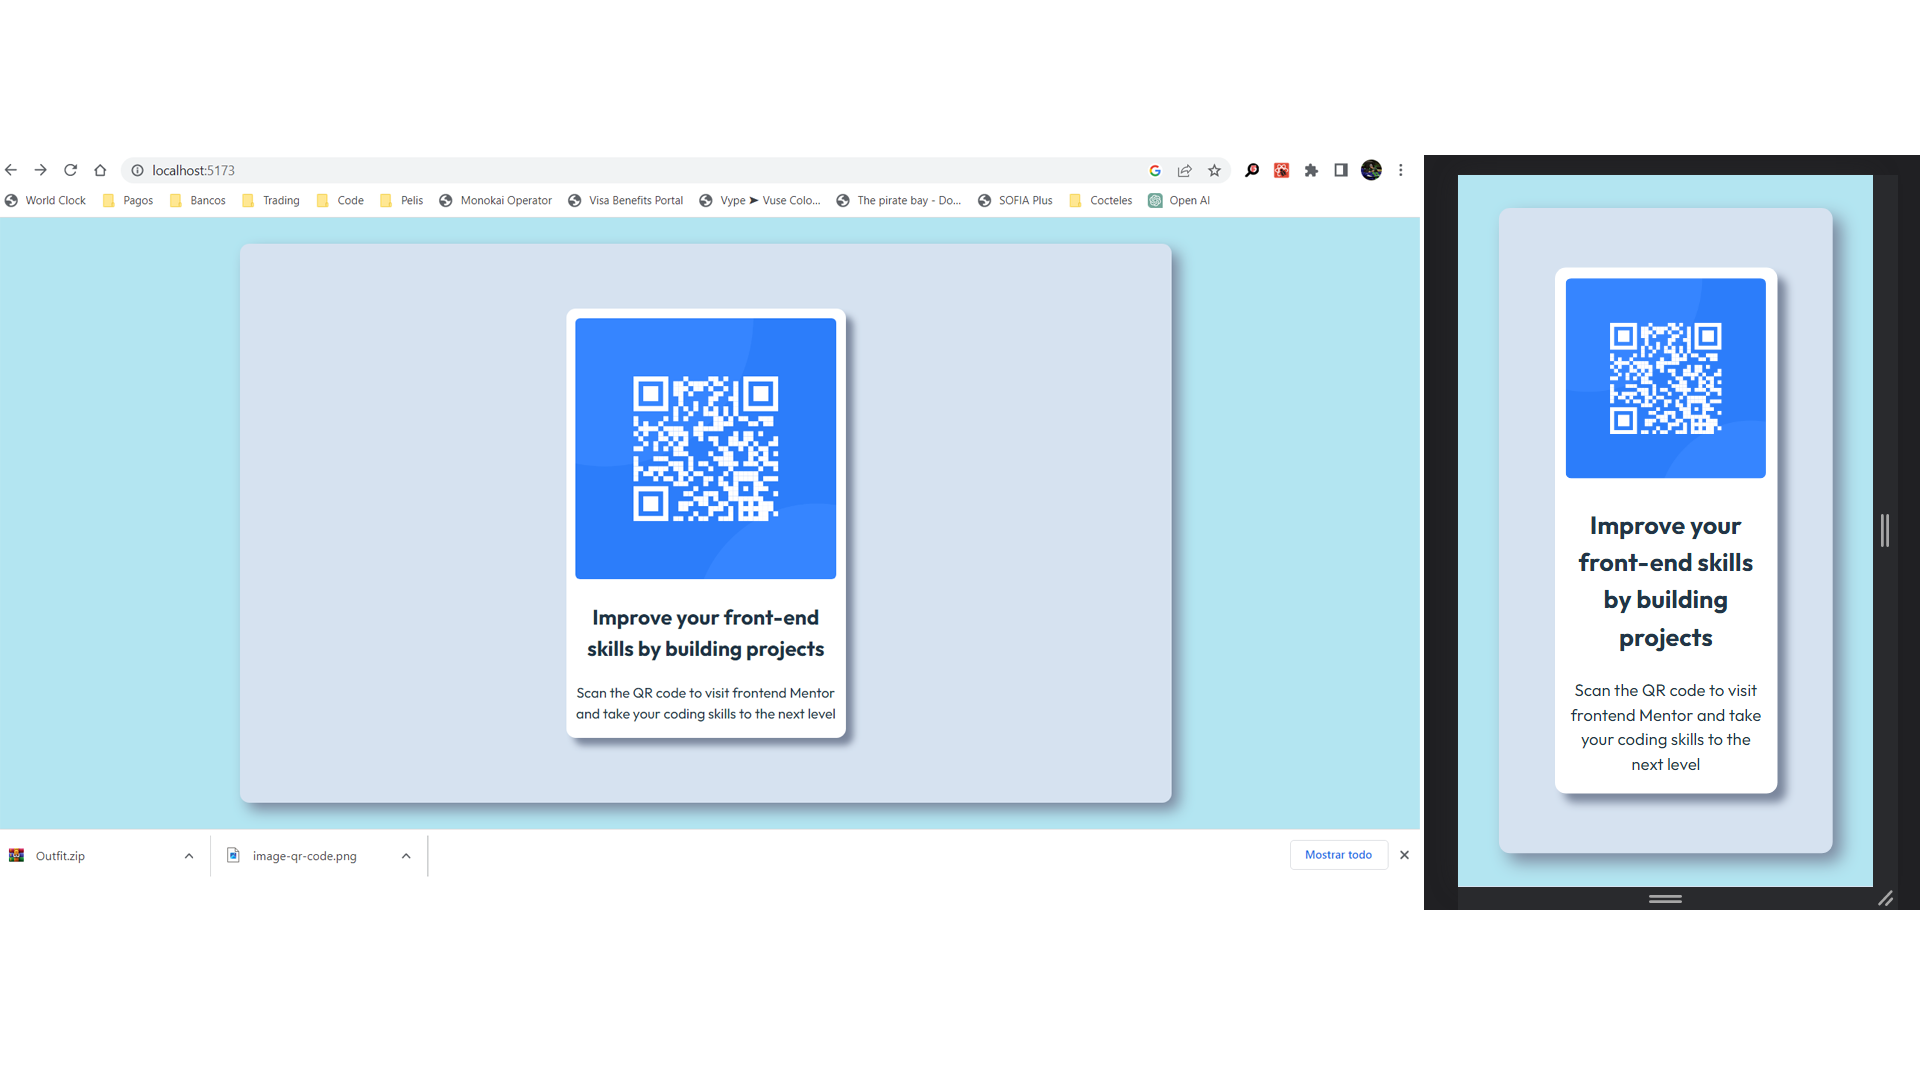 localhost:5173
World Clock Pagos Bancos Trading Code Pelis Monokai Operator Visa Benefits Portal Vype ➤ Vuse Colo... The pirate bay - Do... SOFIA Plus Cocteles Open AI
Improve your front-end
skills by building projects
Scan the QR code to visit frontend Mentor
and take your coding skills to the next level
Outfit.zip
image-qr-code.png
Mostrar todo
Improve your
front-end skills
by building
projects
Scan the QR code to visit
frontend Mentor and take
your coding skills to the
next level